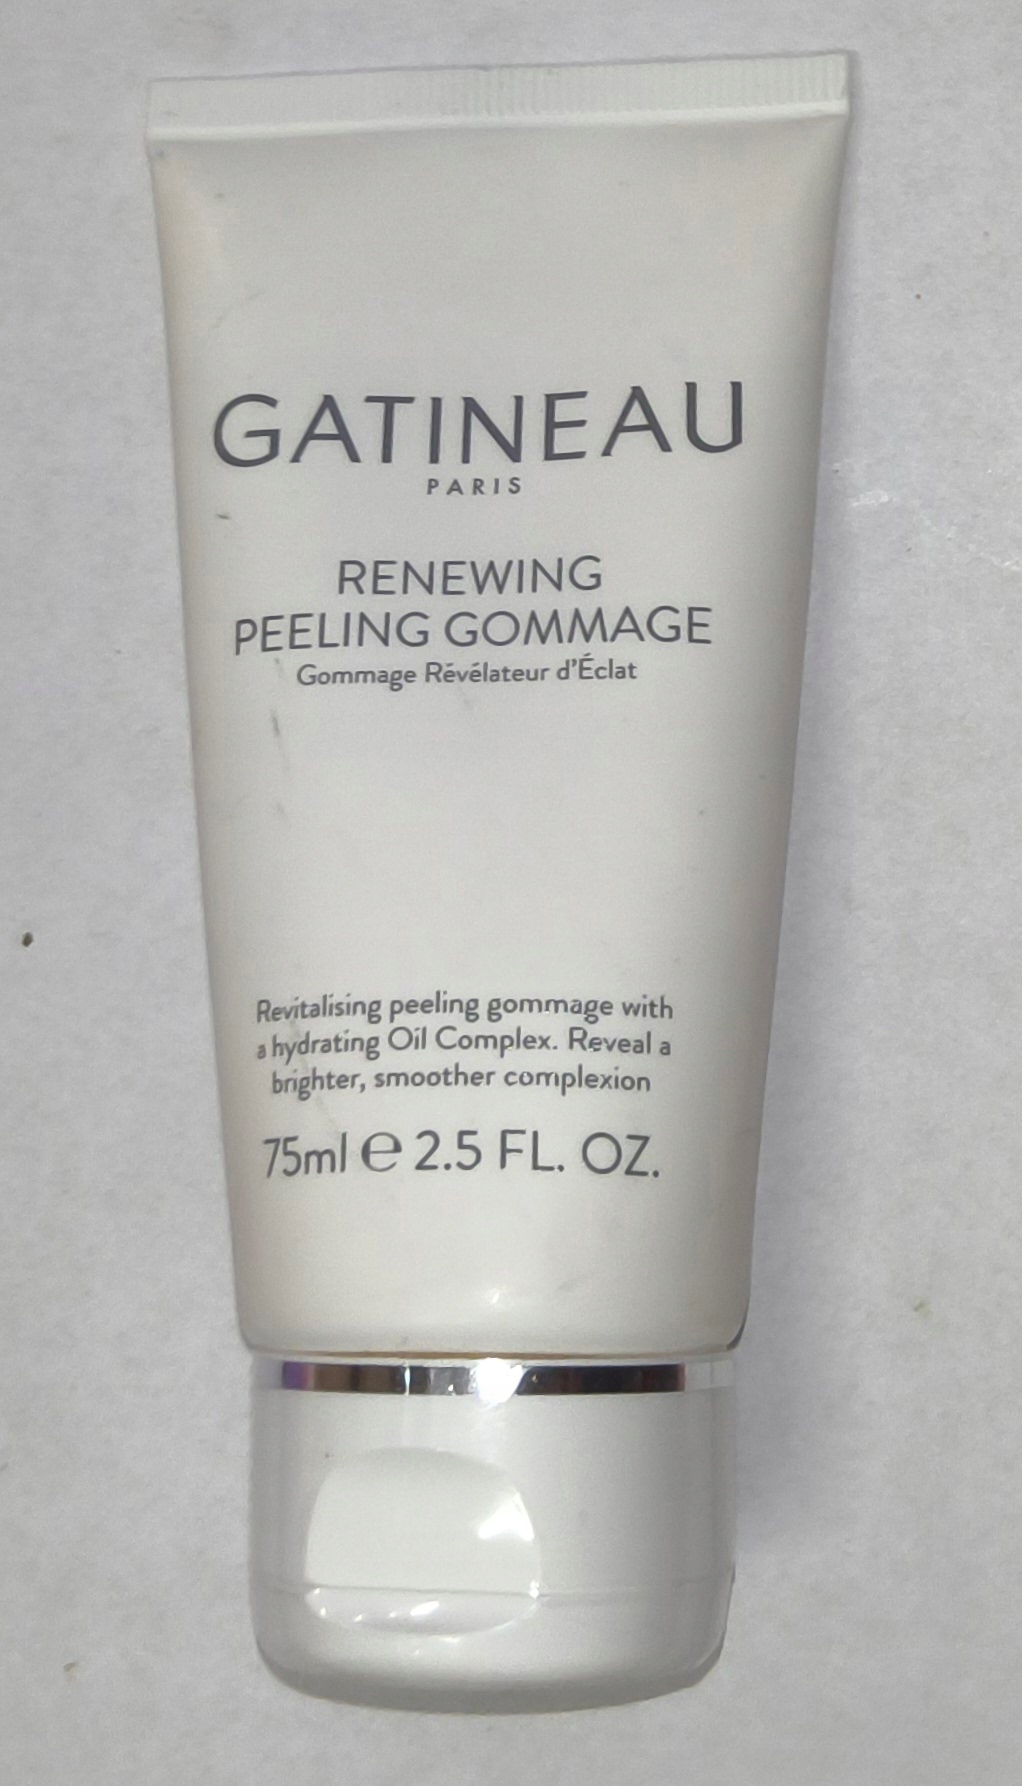 GATINEAU
PARIS
RENEWING
PEELING GOMMAGE
Gommage Révélateur d'Éclat
Revitalising peeling gommage with
a hydrating Oil Complex. Reveal a
brighter, smoother complexion
75ml e 2.5 FL. OZ.